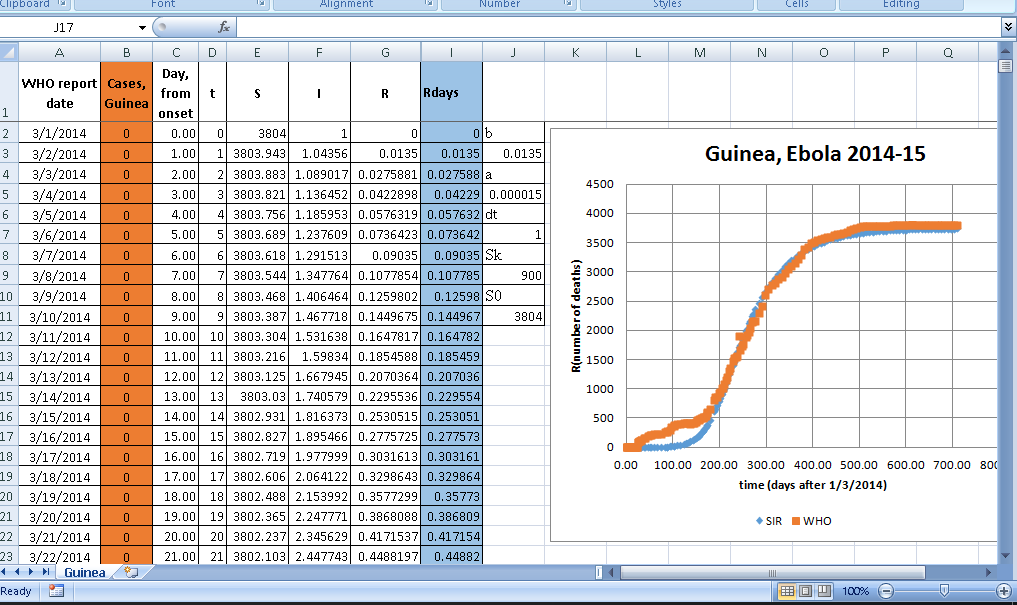 Clipboard Font Alignment Number Styles Cells Editing
J17 fx
A B C D E F G I J K L M N O P Q
1 WHO report date Cases, Guinea Day, from onset t S I R Rdays
2 3/1/2014 0 0.00 0 3804 1 0 0 b
3 3/2/2014 0 1.00 1 3803.943 1.04356 0.0135 0.0135 0.0135
4 3/3/2014 0 2.00 2 3803.883 1.089017 0.0275881 0.027588 a
5 3/4/2014 0 3.00 3 3803.821 1.136452 0.0422898 0.04229 0.000015
6 3/5/2014 0 4.00 4 3803.756 1.185953 0.0576319 0.057632 dt
7 3/6/2014 0 5.00 5 3803.689 1.237609 0.0736423 0.073642 1
8 3/7/2014 0 6.00 6 3803.618 1.291513 0.09035 0.09035 Sk
9 3/8/2014 0 7.00 7 3803.544 1.347764 0.1077854 0.107785 900
10 3/9/2014 0 8.00 8 3803.468 1.406464 0.1259802 0.12598 S0
11 3/10/2014 0 9.00 9 3803.387 1.467718 0.1449675 0.144967 3804
12 3/11/2014 0 10.00 10 3803.304 1.531638 0.1647817 0.164782
13 3/12/2014 0 11.00 11 3803.216 1.59834 0.1854588 0.185459
14 3/13/2014 0 12.00 12 3803.125 1.667945 0.2070364 0.207036
15 3/14/2014 0 13.00 13 3803.03 1.740579 0.2295536 0.229554
16 3/15/2014 0 14.00 14 3802.931 1.816373 0.2530515 0.253051
17 3/16/2014 0 15.00 15 3802.827 1.895466 0.2775725 0.277573
18 3/17/2014 0 16.00 16 3802.719 1.977999 0.3031613 0.303161
19 3/18/2014 0 17.00 17 3802.606 2.064122 0.3298643 0.329864
20 3/19/2014 0 18.00 18 3802.488 2.153992 0.3577299 0.35773
21 3/20/2014 0 19.00 19 3802.365 2.247771 0.3868088 0.386809
22 3/21/2014 0 20.00 20 3802.237 2.345629 0.4171537 0.417154
23 3/22/2014 0 21.00 21 3802.103 2.447743 0.4488197 0.44882
Guinea, Ebola 2014-15
R(number of deaths)
4500
4000
3500
3000
2500
2000
1500
1000
500
0
0.00 100.00 200.00 300.00 400.00 500.00 600.00 700.00 800
time (days after 1/3/2014)
SIR WHO
Guinea
Ready 100%